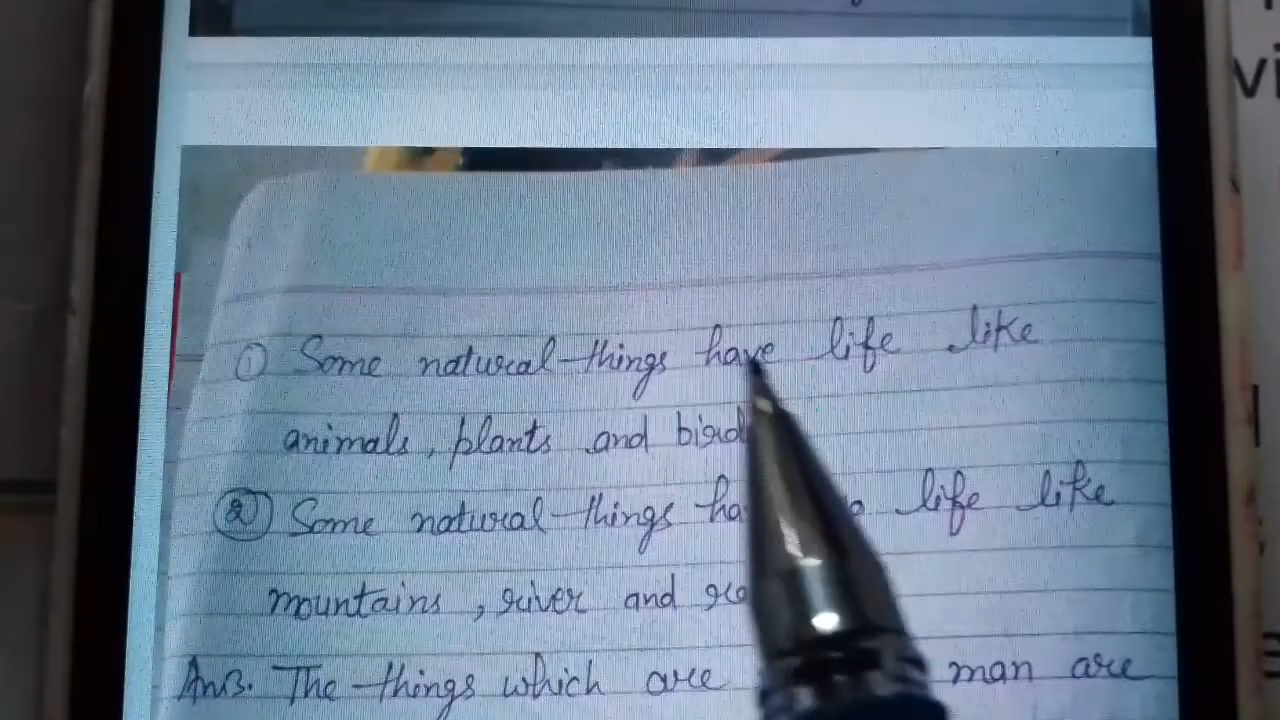 ① Some natural things have life like
animals, plants and bird
② Some natural things life like
mountains, river and
Ans. The things which are man are